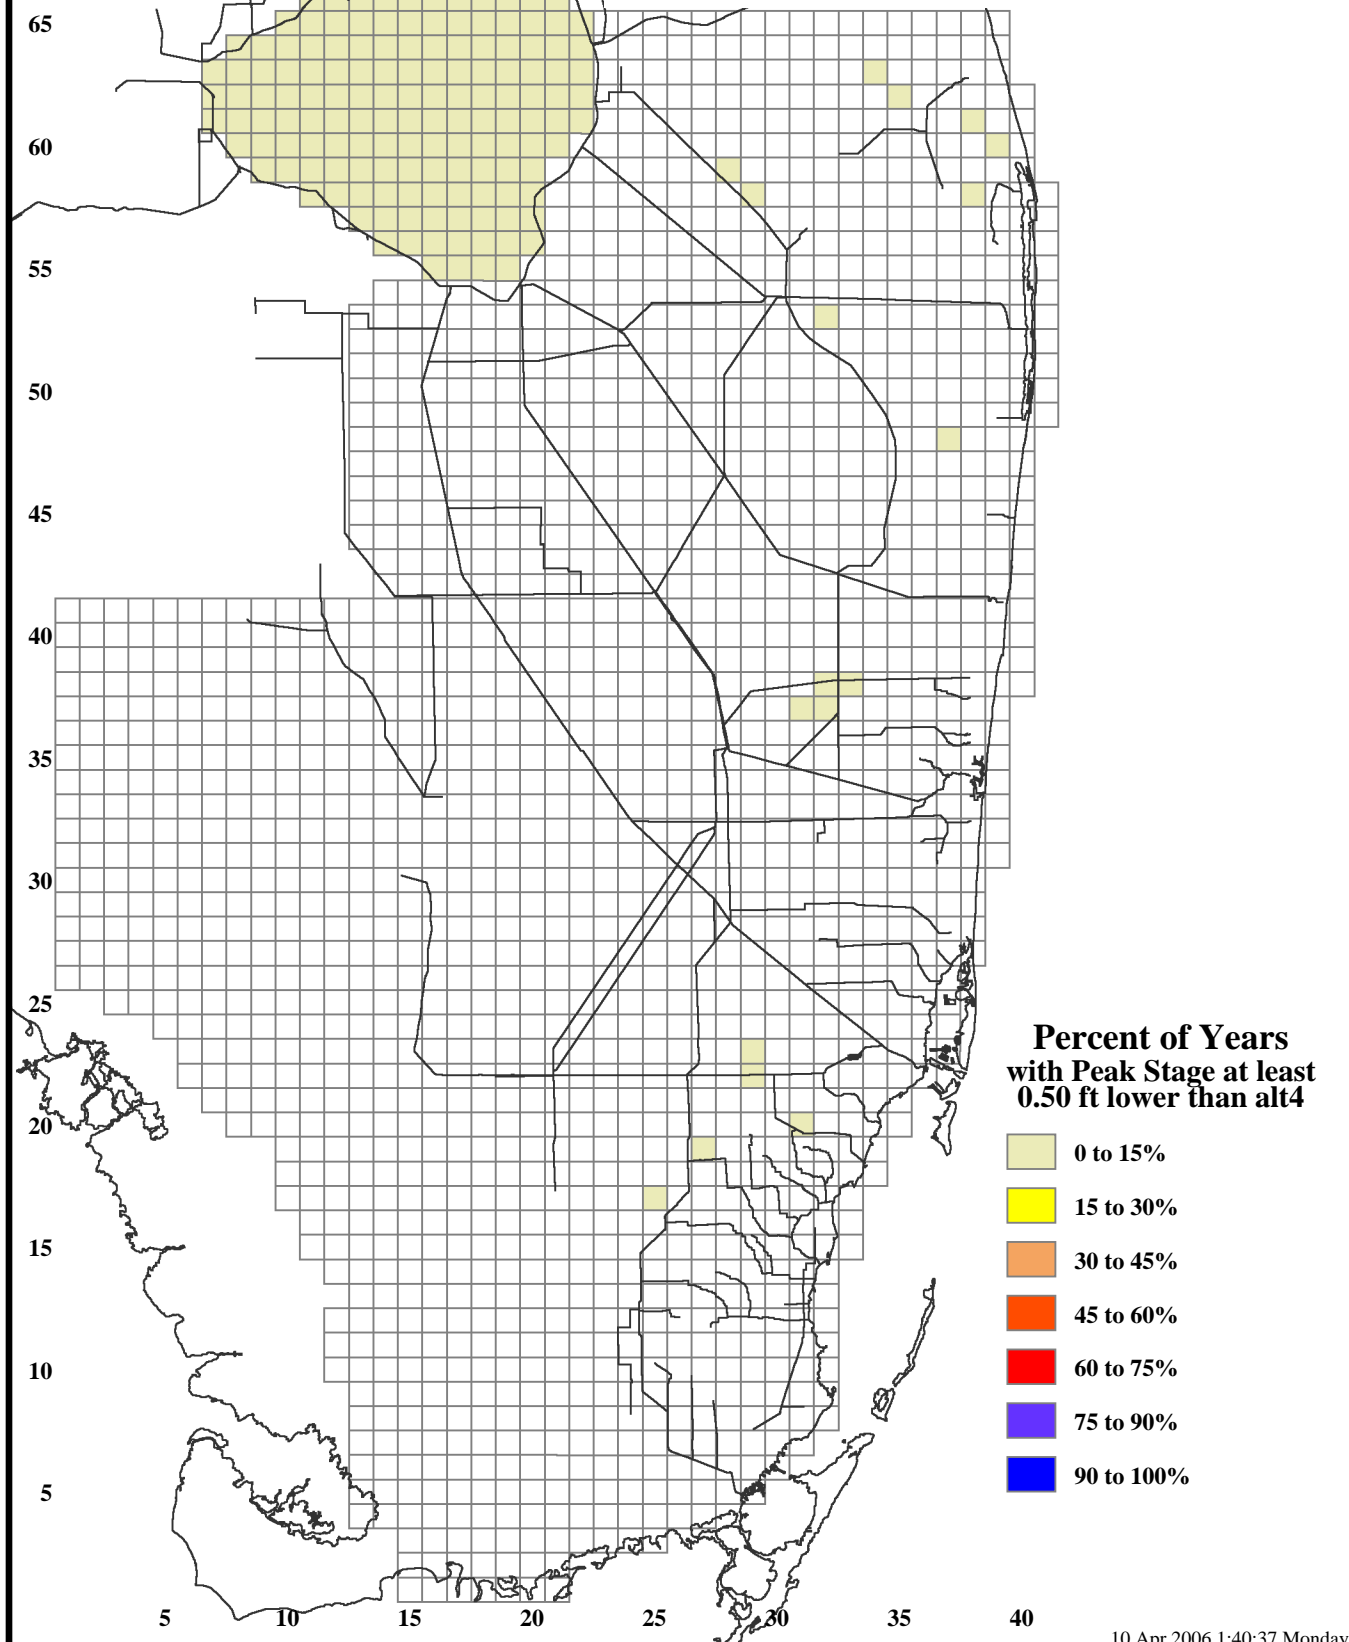 65
60
55
50
45
40
35
30
25
20
15
10
5
Percent of Years
with Peak Stage at least
0.50 ft lower than alt4
0 to 15%
15 to 30%
30 to 45%
45 to 60%
60 to 75%
75 to 90%
90 to 100%
5 10 15 20 25 30 35 40
10 Apr 2006 1:40:37 Monday